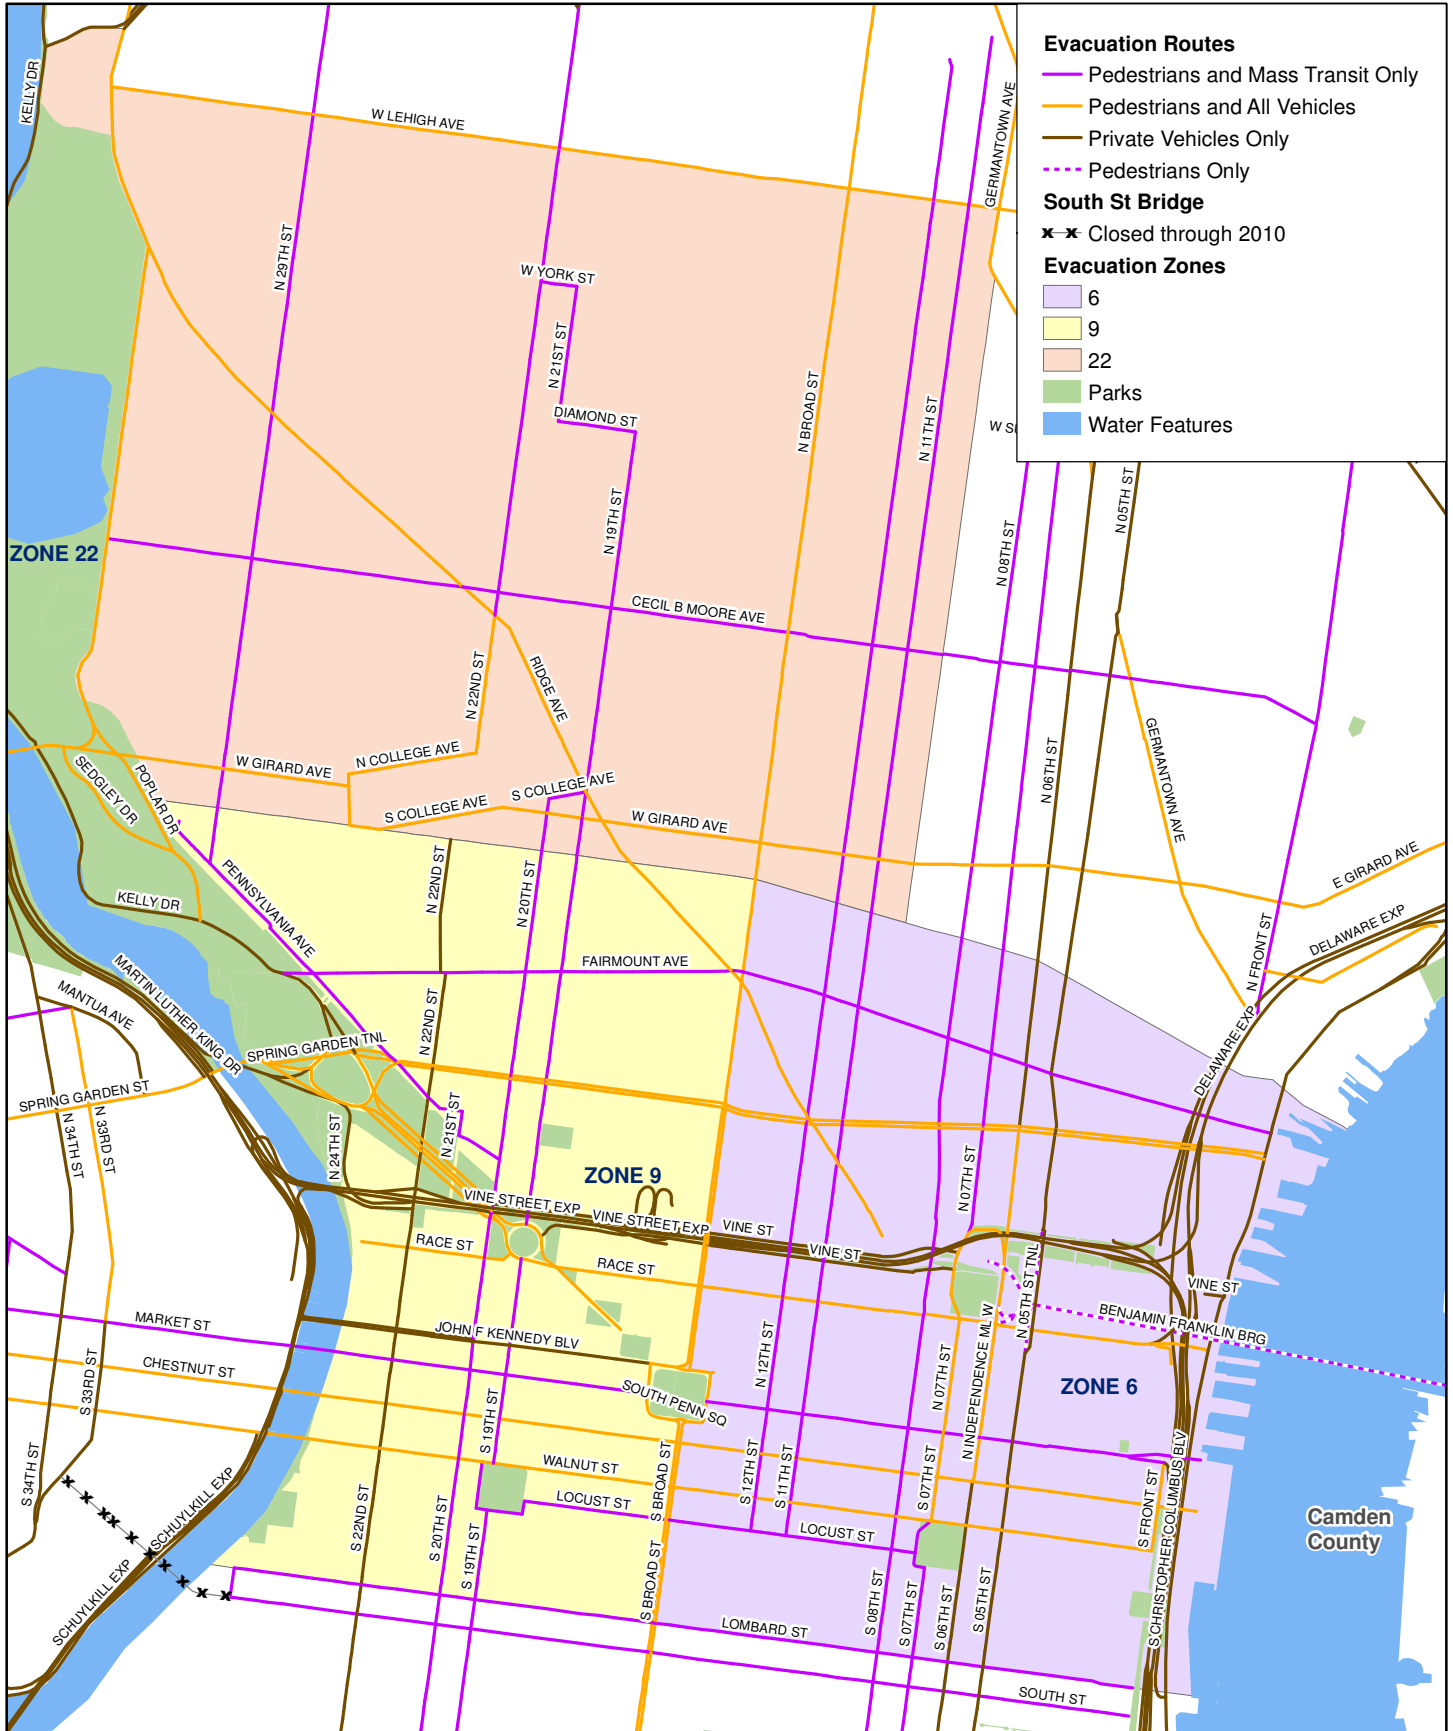 Evacuation Routes
Pedestrians and Mass Transit Only
Pedestrians and All Vehicles
Private Vehicles Only
Pedestrians Only
South St Bridge
Closed through 2010
Evacuation Zones
6
9
22
Parks
Water Features
KELLY DR
W LEHIGH AVE
GERMANTOWN AVE
N 29TH ST
W YORK ST
N 21ST ST
DIAMOND ST
N BROAD ST
N 11TH ST
W SU
N 19TH ST
N 05TH ST
N 08TH ST
ZONE 22
CECIL B MOORE AVE
N 22ND ST
RIDGE AVE
N 06TH ST
GERMANTOWN AVE
N COLLEGE AVE
W GIRARD AVE
SEDGLEY DR
POPLAR DR
S COLLEGE AVE
S COLLEGE AVE
W GIRARD AVE
E GIRARD AVE
N 22ND ST
N 20TH ST
KELLY DR
PENNSYLVANIA AVE
FAIRMOUNT AVE
N FRONT ST
DELAWARE EXP
MARTIN LUTHER KING DR
MANTUA AVE
N 22ND ST
SPRING GARDEN TNL
DELAWARE EXP
SPRING GARDEN ST
N 34TH ST
N 33RD ST
N 24TH ST
N 21ST ST
ZONE 9
N 07TH ST
VINE STREET EXP
VINE STREET EXP
VINE ST
VINE ST
RACE ST
RACE ST
N 05TH ST TNL
VINE ST
BENJAMIN FRANKLIN BRG
MARKET ST
JOHN F KENNEDY BLV
N 12TH ST
N 07TH ST
N INDEPENDENCE ML W
ZONE 6
CHESTNUT ST
S 33RD ST
SOUTH PENN SQ
S 19TH ST
WALNUT ST
S BROAD ST
S 12TH ST
S 11TH ST
S 07TH ST
S 34TH ST
SCHUYLKILL EXP
LOCUST ST
LOCUST ST
S FRONT ST
S CHRISTOPHER COLUMBUS BLV
Camden
County
S 22ND ST
S 20TH ST
S 19TH ST
S BROAD ST
SCHUYLKILL EXP
S 08TH ST
S 07TH ST
S 06TH ST
S 05TH ST
LOMBARD ST
SOUTH ST